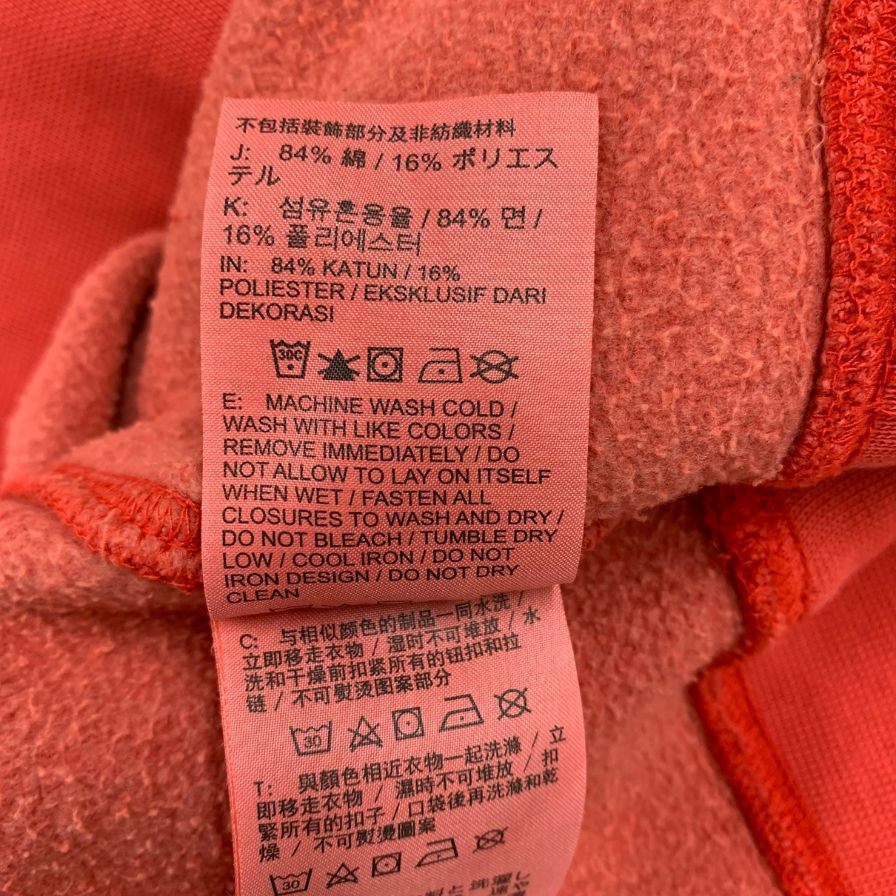 不包括裝飾部分及非紡織材料
J: 84% 綿 / 16% ポリエス
テル
K: 섬유혼용율 / 84% 면 /
16% 폴리에스터
IN: 84% KATUN / 16%
POLIESTER / EKSKLUSIF DARI
DEKORASI
30C
E: MACHINE WASH COLD /
WASH WITH LIKE COLORS /
REMOVE IMMEDIATELY / DO
NOT ALLOW TO LAY ON ITSELF
WHEN WET / FASTEN ALL
CLOSURES TO WASH AND DRY /
DO NOT BLEACH / TUMBLE DRY
LOW / COOL IRON / DO NOT
IRON DESIGN / DO NOT DRY
CLEAN
C: 与相似颜色的制品一同水洗 /
立即移走衣物 / 湿时不可堆放 / 水
洗和干燥前扣紧所有的钮扣和拉
链 / 不可熨烫图案部分
30
T: 與顏色相近衣物一起洗滌 / 立
即移走衣物 / 濕時不可堆放 / 扣
緊所有的扣子 / 口袋後再洗滌和乾
燥 / 不可熨燙圖案
30